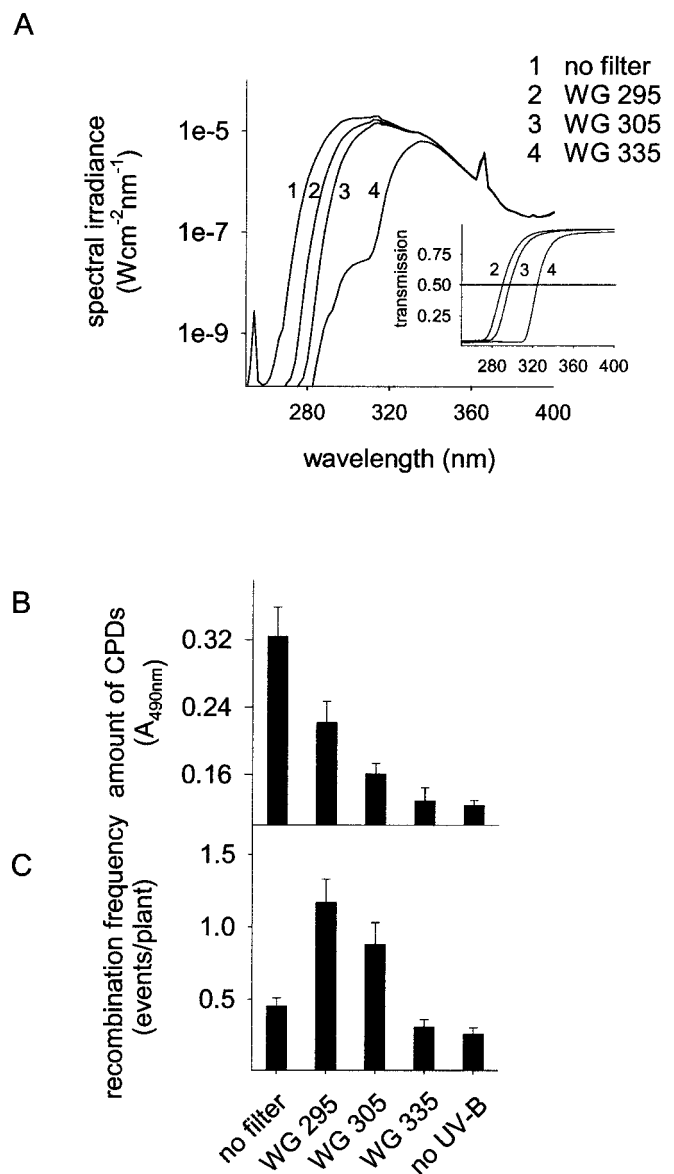 A
1 no filter
2 WG 295
3 WG 305
4 WG 335
spectral irradiance
(Wcm⁻²nm⁻¹)
1e-5
1e-7
1e-9
1 2 3 4
transmission
0.75
0.50
0.25
2 3 4
280 320 360 400
280 320 360 400
wavelength (nm)
B
amount of CPDs
(A490nm)
0.32
0.24
0.16
C
recombination frequency
(events/plant)
1.5
1.0
0.5
no filter
WG 295
WG 305
WG 335
no UV-B